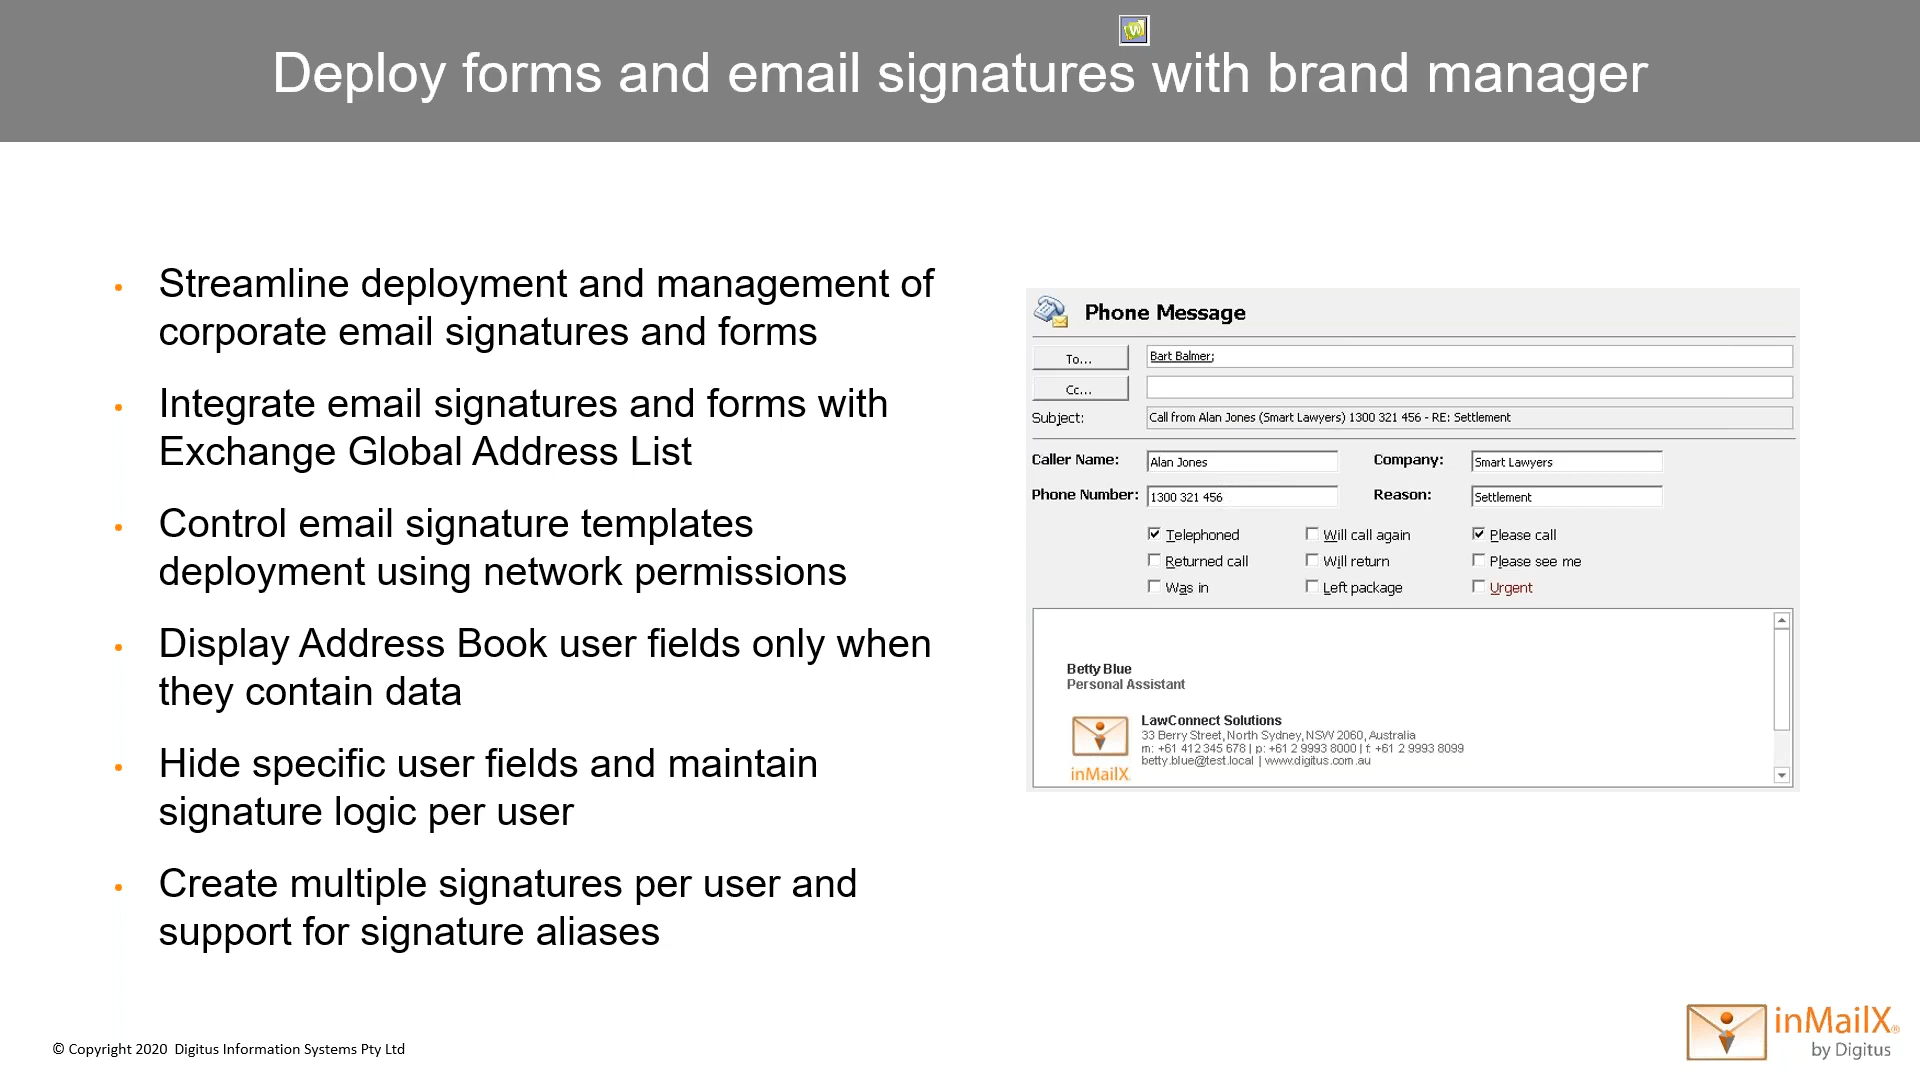 Deploy forms and email signatures with brand manager
• Streamline deployment and management of
corporate email signatures and forms
• Integrate email signatures and forms with
Exchange Global Address List
• Control email signature templates
deployment using network permissions
• Display Address Book user fields only when
they contain data
• Hide specific user fields and maintain
signature logic per user
• Create multiple signatures per user and
support for signature aliases
W
Phone Message
To... Bart Balmer;
Cc...
Subject: Call from Alan Jones (Smart Lawyers) 1300 321 456 - RE: Settlement
Caller Name: Alan Jones Company: Smart Lawyers
Phone Number: 1300 321 456 Reason: Settlement
Telephoned Will call again Please call
Returned call Will return Please see me
Was in Left package Urgent
Betty Blue
Personal Assistant
LawConnect Solutions
33 Berry Street, North Sydney, NSW 2060, Australia
m: +61 412 345 678 | p: +61 2 9993 8000 | f: +61 2 9993 8099
betty.blue@test.local | www.digitus.com.au
inMailX
© Copyright 2020 Digitus Information Systems Pty Ltd
inMailX®
by Digitus